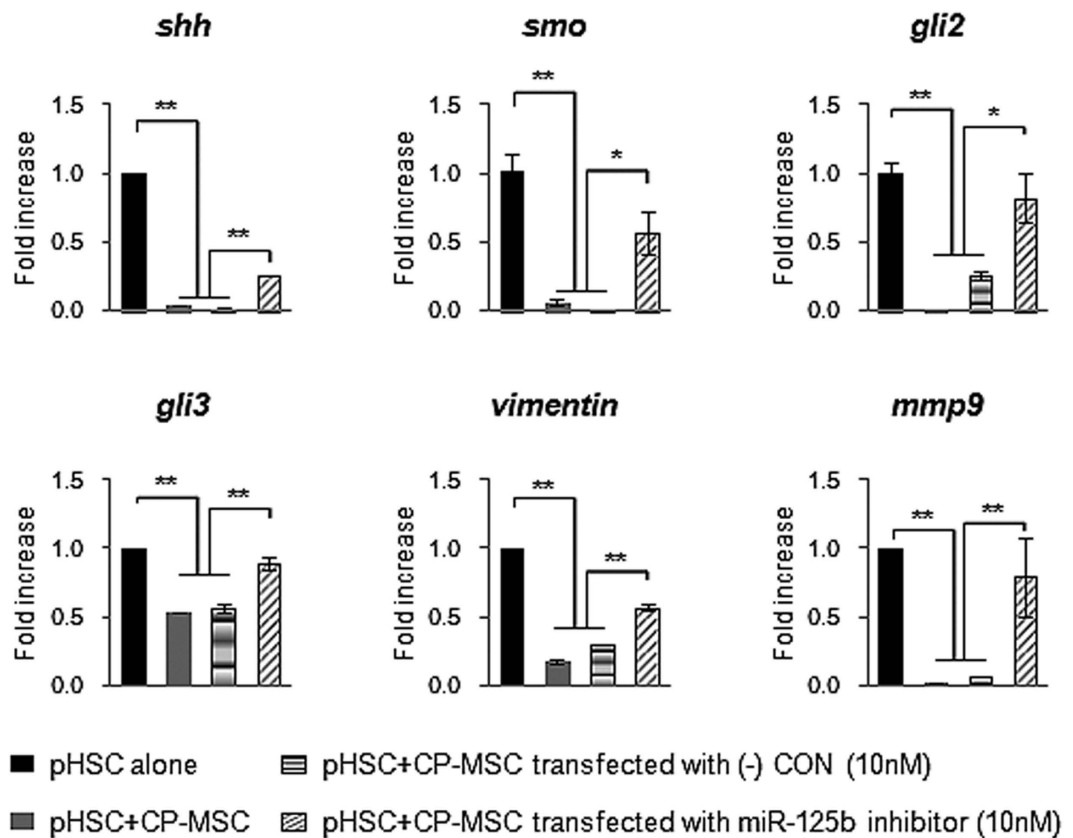 shh smo gli2
** ** * ** ** *
Fold increase 1.5 1.0 0.5 0.0
Fold increase 1.5 1.0 0.5 0.0
Fold increase 1.5 1.0 0.5 0.0
gli3 vimentin mmp9
** ** ** ** ** **
Fold increase 1.5 1.0 0.5 0.0
Fold increase 1.5 1.0 0.5 0.0
Fold increase 1.5 1.0 0.5 0.0
pHSC alone pHSC+CP-MSC transfected with (-) CON (10nM)
pHSC+CP-MSC pHSC+CP-MSC transfected with miR-125b inhibitor (10nM)